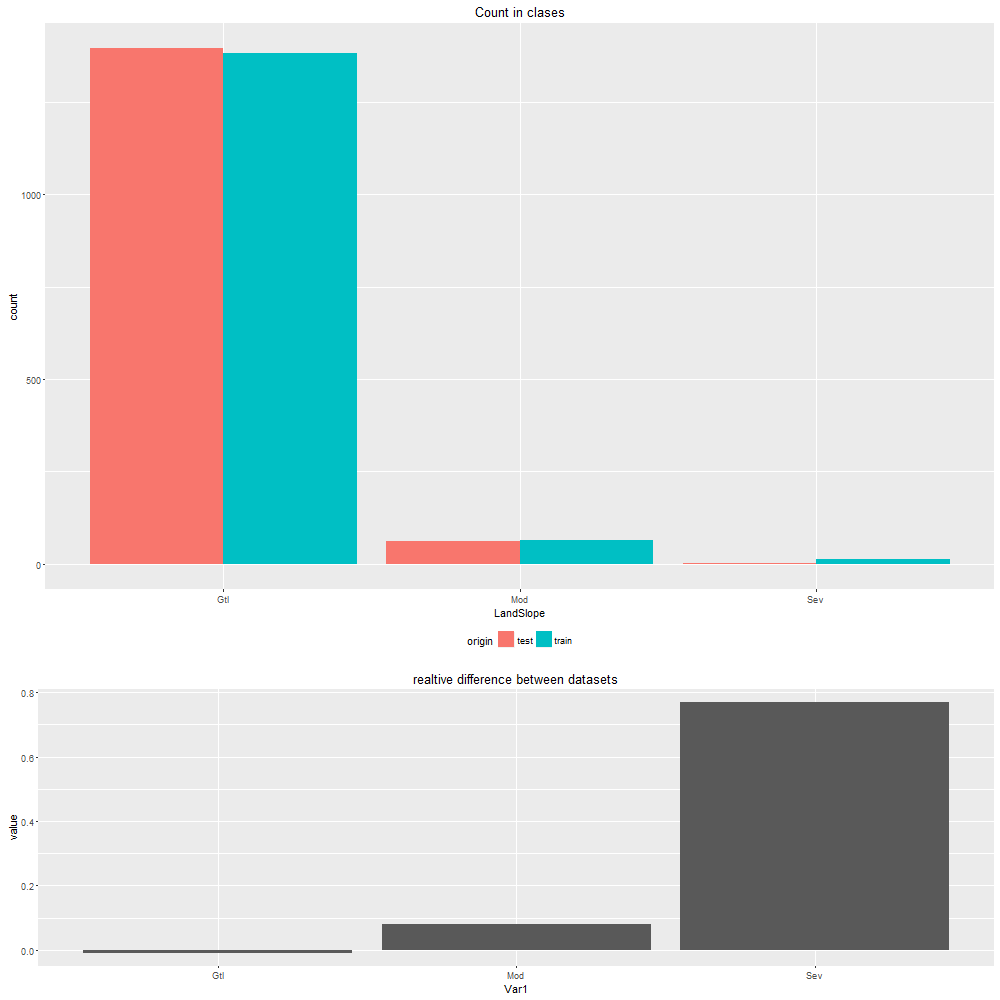 Count in clases
count
1000
500
0
Gtl Mod Sev
LandSlope
origin test train
realtive difference between datasets
value
0.8
0.6
0.4
0.2
0.0
Gtl Mod Sev
Var1